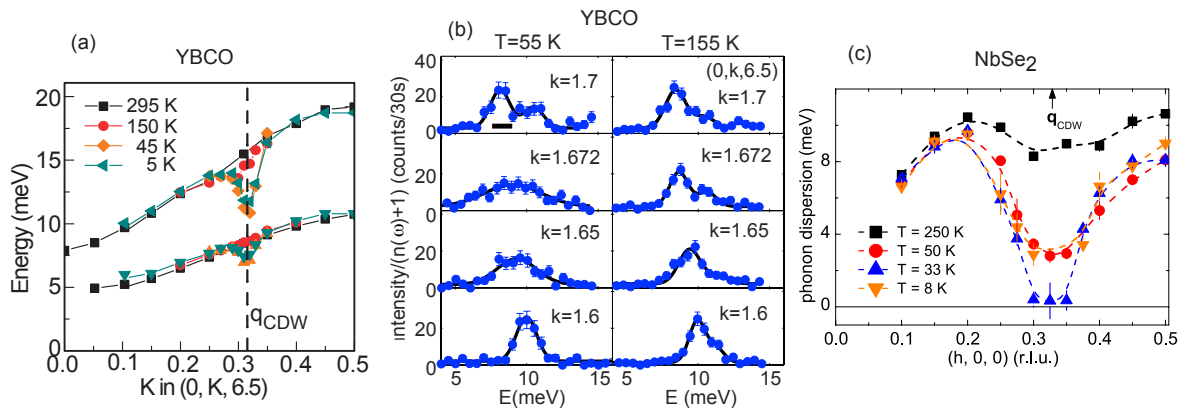 (a)
YBCO
295 K
150 K
45 K
5 K
20
15
10
5
0
Energy (meV)
q_CDW
0.0 0.1 0.2 0.3 0.4 0.5
K in (0, K, 6.5)
(b)
YBCO
T=55 K T=155 K
intensity/(n(ω)+1) (counts/30s)
40
20
0
k=1.7
(0,k,6.5)
k=1.7
20
0
k=1.672
k=1.672
20
0
k=1.65
k=1.65
20
0
k=1.6
k=1.6
5 10 15 5 10 15
E(meV) E (meV)
(c)
NbSe2
q_CDW
8
4
0
phonon dispersion (meV)
T = 250 K
T = 50 K
T = 33 K
T = 8 K
0.0 0.1 0.2 0.3 0.4 0.5
(h, 0, 0) (r.l.u.)